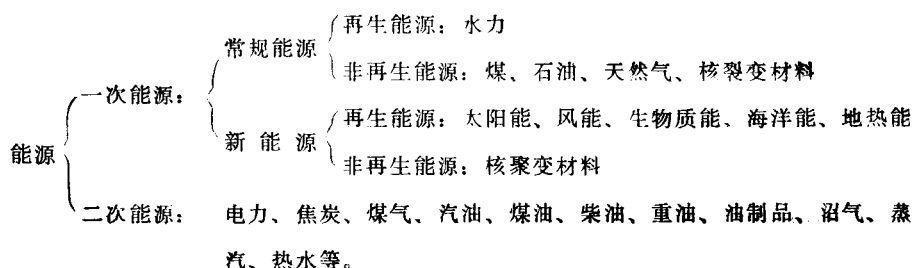 再生能源：水力
常规能源
非再生能源：煤、石油、天然气、核裂变材料
一次能源：
再生能源：太阳能、风能、生物质能、海洋能、地热能
新能源
能源
非再生能源：核聚变材料
二次能源： 电力、焦炭、煤气、汽油、煤油、柴油、重油、油制品、沼气、蒸
汽、热水等。